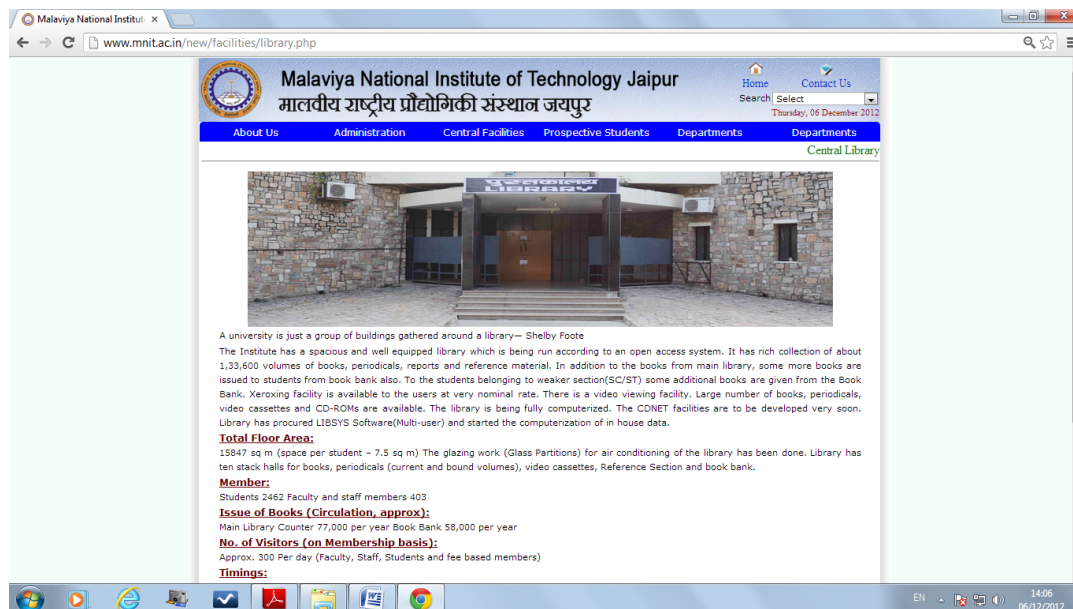 Malaviya National Institut
www.mnit.ac.in/new/facilities/library.php
Malaviya National Institute of Technology Jaipur
मालवीय राष्ट्रीय प्रौद्योगिकी संस्थान जयपुर
Home Contact Us
Search Select
Thursday, 06 December 2012
About Us Administration Central Facilities Prospective Students Departments Departments
Central Library
पुस्तकालय
LIBRARY
A university is just a group of buildings gathered around a library— Shelby Foote
The Institute has a spacious and well equipped library which is being run according to an open access system. It has rich collection of about
1,33,600 volumes of books, periodicals, reports and reference material. In addition to the books from main library, some more books are
issued to students from book bank also. To the students belonging to weaker section(SC/ST) some additional books are given from the Book
Bank. Xeroxing facility is available to the users at very nominal rate. There is a video viewing facility. Large number of books, periodicals,
video cassettes and CD-ROMs are available. The library is being fully computerized. The CDNET facilities are to be developed very soon.
Library has procured LIBSYS Software(Multi-user) and started the computerization of in house data.
Total Floor Area:
15847 sq m (space per student – 7.5 sq m) The glazing work (Glass Partitions) for air conditioning of the library has been done. Library has
ten stack halls for books, periodicals (current and bound volumes), video cassettes, Reference Section and book bank.
Member:
Students 2462 Faculty and staff members 403
Issue of Books (Circulation, approx):
Main Library Counter 77,000 per year Book Bank 58,000 per year
No. of Visitors (on Membership basis):
Approx. 300 Per day (Faculty, Staff, Students and fee based members)
Timings:
EN 14:06
06/12/2012